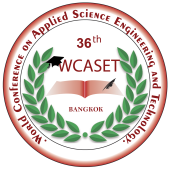 · World Conference on Applied Science Engineering and Technology ·
36th
WCASET
BANGKOK